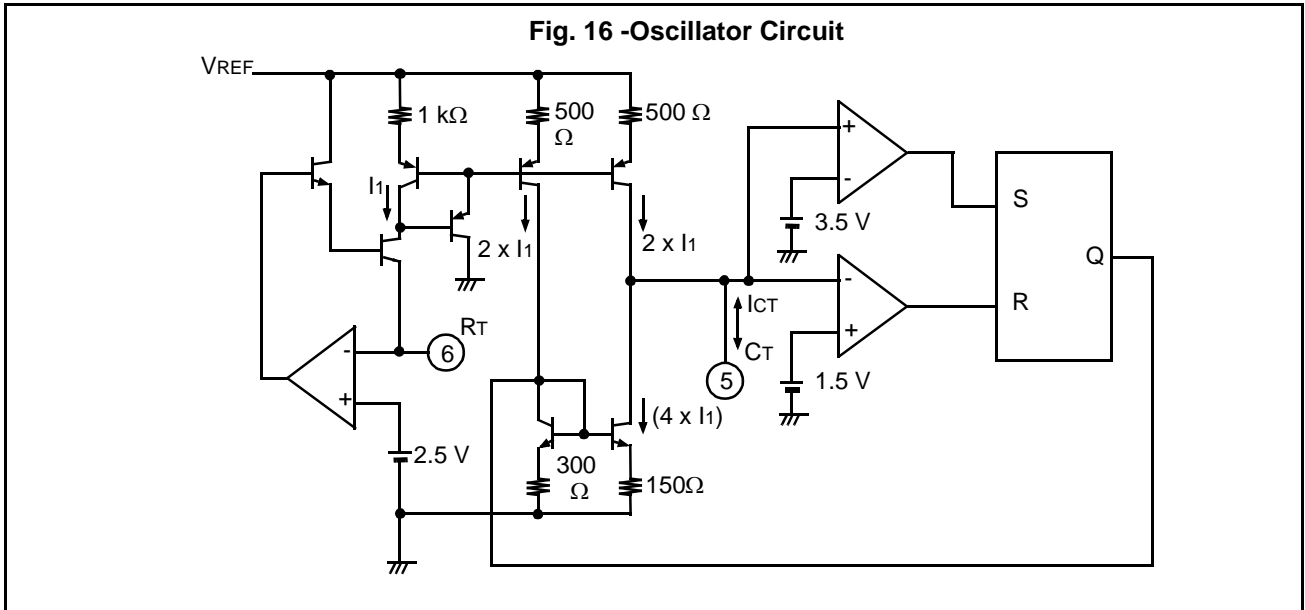 Fig. 16 -Oscillator Circuit
VREF
1 kΩ
500
Ω
500 Ω
I1
2 x I1
2 x I1
+
-
3.5 V
S
Q
R
-
+
1.5 V
ICT
CT
5
RT
6
-
+
2.5 V
(4 x I1)
300
Ω
150Ω